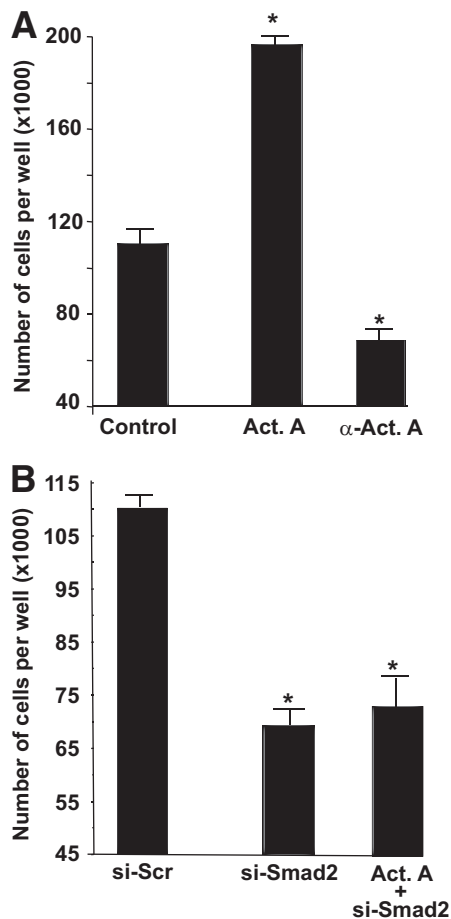 A
Number of cells per well (x1000)
200
160
120
80
40
*
*
Control Act. A α-Act. A
B
Number of cells per well (x1000)
115
105
95
85
75
65
55
45
*
*
si-Scr si-Smad2 Act. A
+
si-Smad2